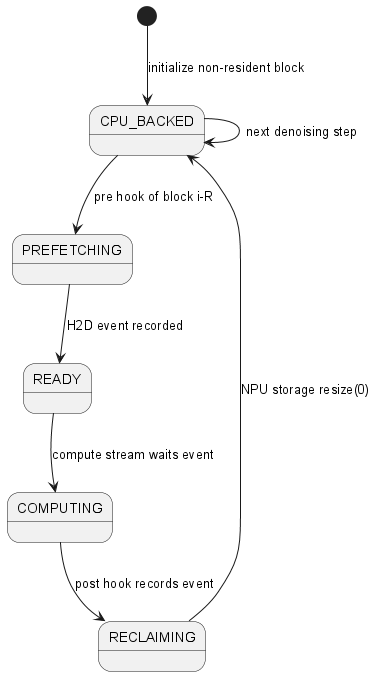 initialize non-resident block
CPU_BACKED
next denoising step
pre hook of block i-R
PREFETCHING
H2D event recorded
READY
NPU storage resize(0)
compute stream waits event
COMPUTING
post hook records event
RECLAIMING